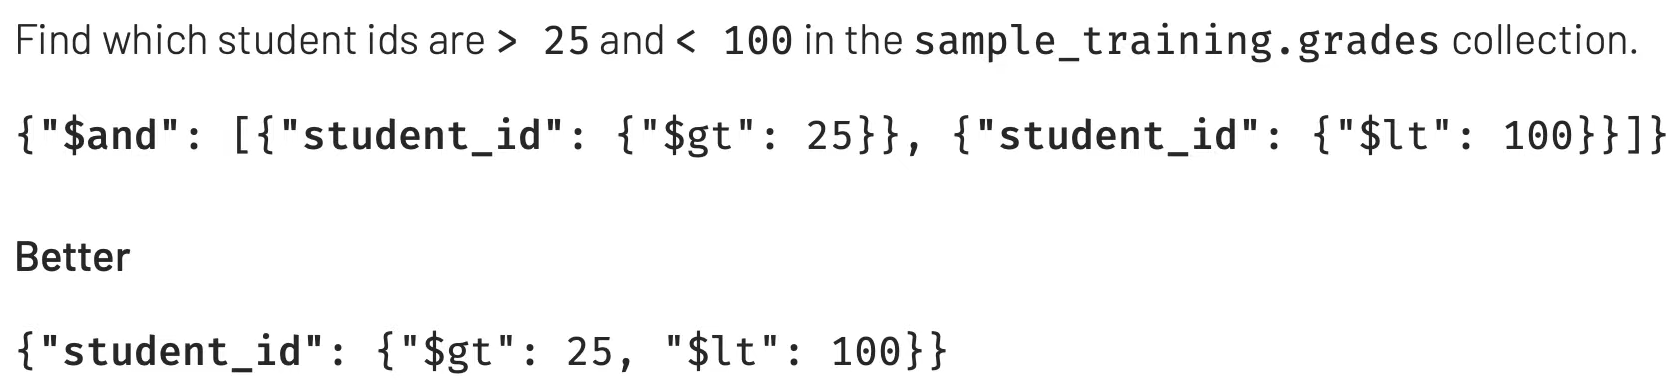 Find which student ids are > 25 and < 100 in the sample_training.grades collection.
{"$and": [{"student_id": {"$gt": 25}}, {"student_id": {"$lt": 100}}]}
Better
{"student_id": {"$gt": 25, "$lt": 100}}